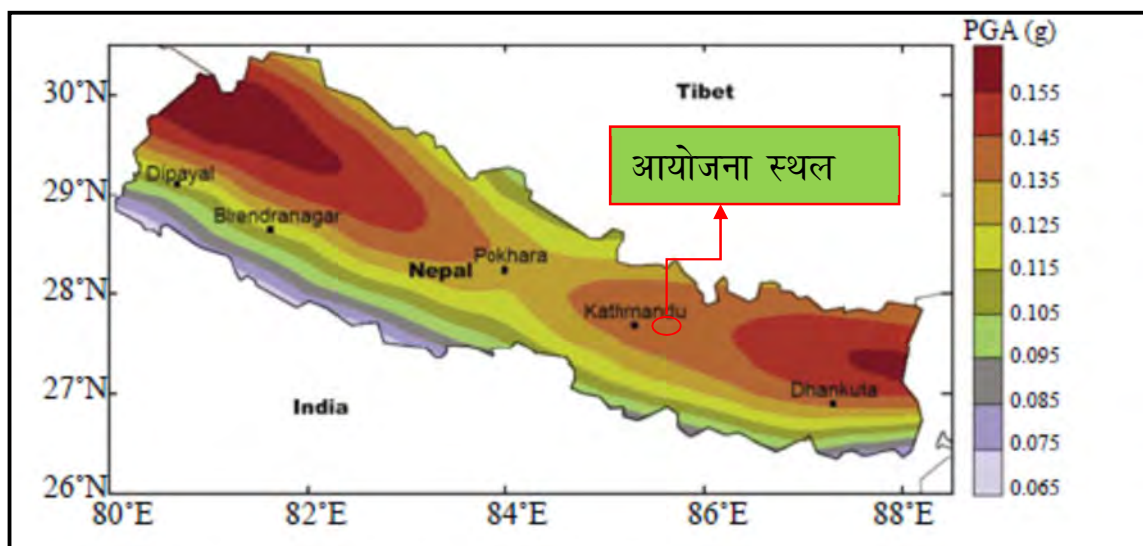 PGA (g)
30°N
29°N
28°N
27°N
26°N
80°E
82°E
84°E
86°E
88°E
Tibet
आयोजना स्थल
Dipayal
Birendranagar
Pokhara
Nepal
Kathmandu
Dhankuta
India
0.155
0.145
0.135
0.125
0.115
0.105
0.095
0.085
0.075
0.065